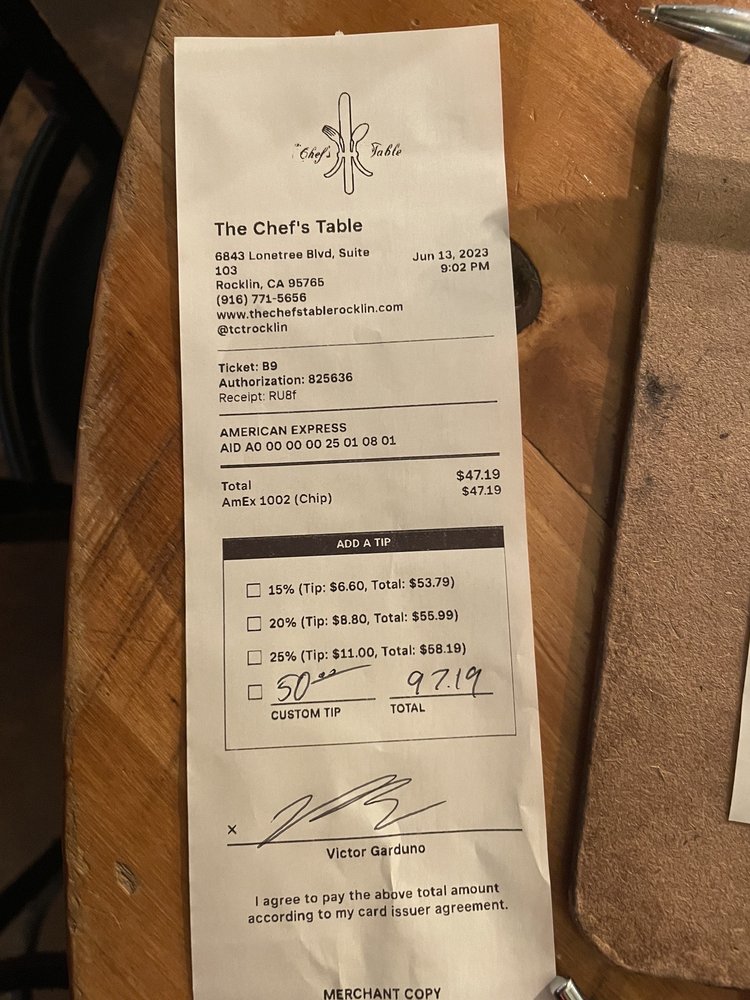 The Chef's Table
The Chef's Table
6843 Lonetree Blvd, Suite
103
Rocklin, CA 95765
(916) 771-5656
www.thechefstablerocklin.com
@tctrocklin
Jun 13, 2023
9:02 PM
Ticket: B9
Authorization: 825636
Receipt: RU8f
AMERICAN EXPRESS
AID A0 00 00 00 25 01 08 01
Total $47.19
AmEx 1002 (Chip) $47.19
ADD A TIP
15% (Tip: $6.60, Total: $53.79)
20% (Tip: $8.80, Total: $55.99)
25% (Tip: $11.00, Total: $58.19)
50 00 97.19
CUSTOM TIP TOTAL
x
Victor Garduno
I agree to pay the above total amount
according to my card issuer agreement.
MERCHANT COPY